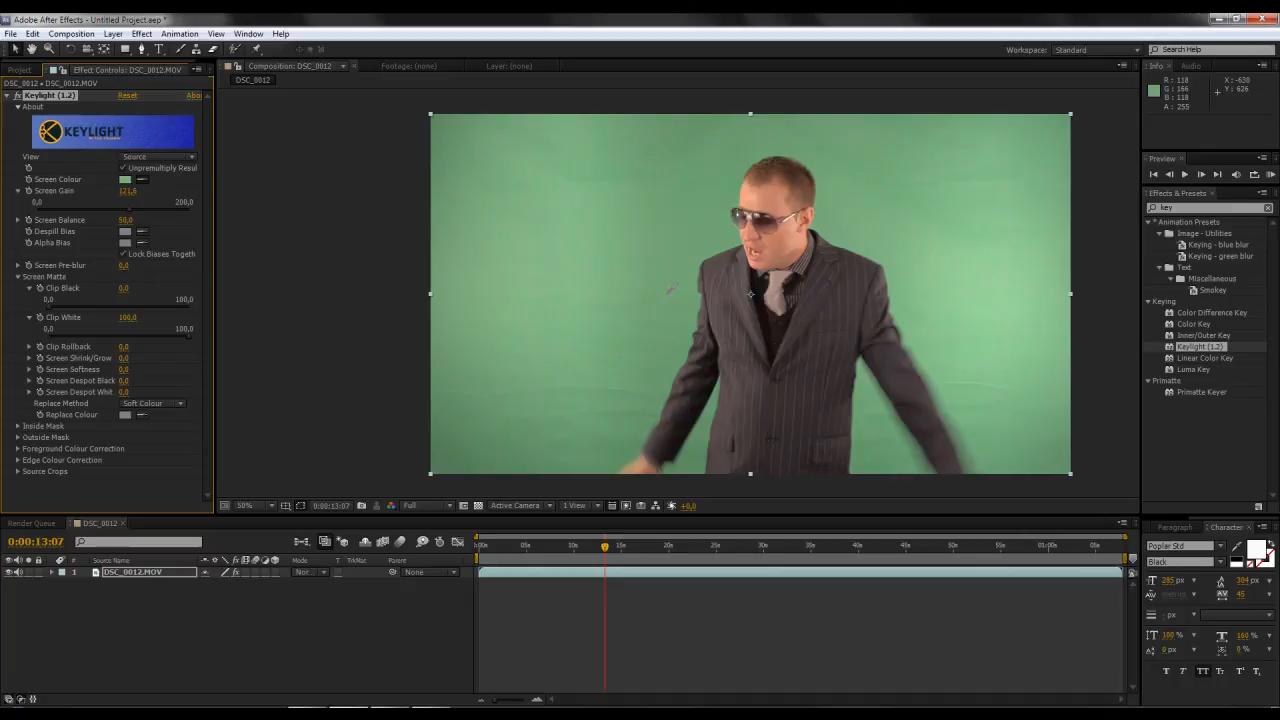 Adobe After Effects - Untitled Project.aep *
File Edit Composition Layer Effect Animation View Window Help
Workspace: Standard Search Help
Project Effect Controls: DSC_0012.MOV
Composition: DSC_0012 Footage: (none) Layer: (none)
Info Audio
DSC_0012 • DSC_0012.MOV
DSC_0012
R : 118
G : 166
B : 118
A : 255
X : -630
Y : 626
fx Keylight (1.2) Reset Abo
About
KEYLIGHT
View Source
Unpremultiply Resul
Screen Colour
Screen Gain 121,6
0,0 200,0
Screen Balance 50,0
Despill Bias
Alpha Bias
Lock Biases Togeth
Screen Pre-blur 0,0
Screen Matte
Clip Black 0,0
0,0 100,0
Clip White 100,0
0,0 100,0
Clip Rollback 0,0
Screen Shrink/Grow 0,0
Screen Softness 0,0
Screen Despot Black 0,0
Screen Despot Whit 0,0
Replace Method Soft Colour
Replace Colour
Inside Mask
Outside Mask
Foreground Colour Correction
Edge Colour Correction
Source Crops
Preview
Effects & Presets
key
* Animation Presets
Image - Utilities
Keying - blue blur
Keying - green blur
Text
Miscellaneous
Smokey
Keying
Color Difference Key
Color Key
Inner/Outer Key
Keylight (1.2)
Linear Color Key
Luma Key
Primatte
Primatte Keyer
50% 0:00:13:07 Full Active Camera 1 View +0,0
Render Queue DSC_0012
0:00:13:07
Source Name Mode T TrkMat Parent
1 DSC_0012.MOV Nor... None
:00s 05s 10s 15s 20s 25s 30s 35s 40s 45s 50s 55s 01:00s 05s
Paragraph Character
Poplar Std
Black
285 px 304 px
metrics 45
- px
100 % 160 %
0 px 0 %
T T TT Tr T¹ T₁